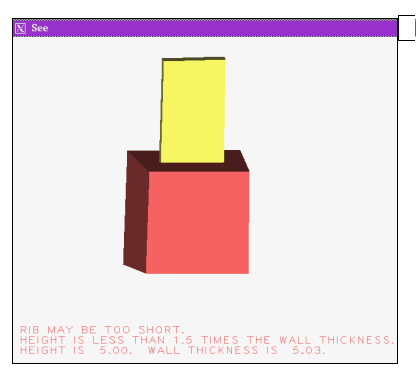 See
RIB MAY BE TOO SHORT.
HEIGHT IS LESS THAN 1.5 TIMES THE WALL THICKNESS.
HEIGHT IS 5.00. WALL THICKNESS IS 5.03.